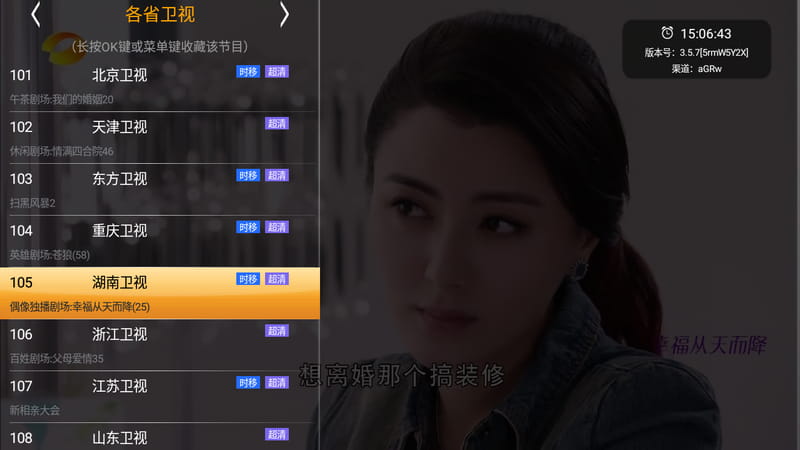 各省卫视
（长按OK键或菜单键收藏该节目）
101 北京卫视 时移 超清
午茶剧场:我们的婚姻20
102 天津卫视 超清
休闲剧场:情满四合院46
103 东方卫视 时移 超清
扫黑风暴2
104 重庆卫视 时移 超清
英雄剧场:苍狼(58)
105 湖南卫视 时移 超清
偶像独播剧场:幸福从天而降(25)
106 浙江卫视 超清
百姓剧场:父母爱情35
107 江苏卫视 时移 超清
新相亲大会
108 山东卫视 超清
15:06:43
版本号：3.5.7[5rmW5Y2X]
渠道：aGRw
幸福从天而降
想离婚那个搞装修